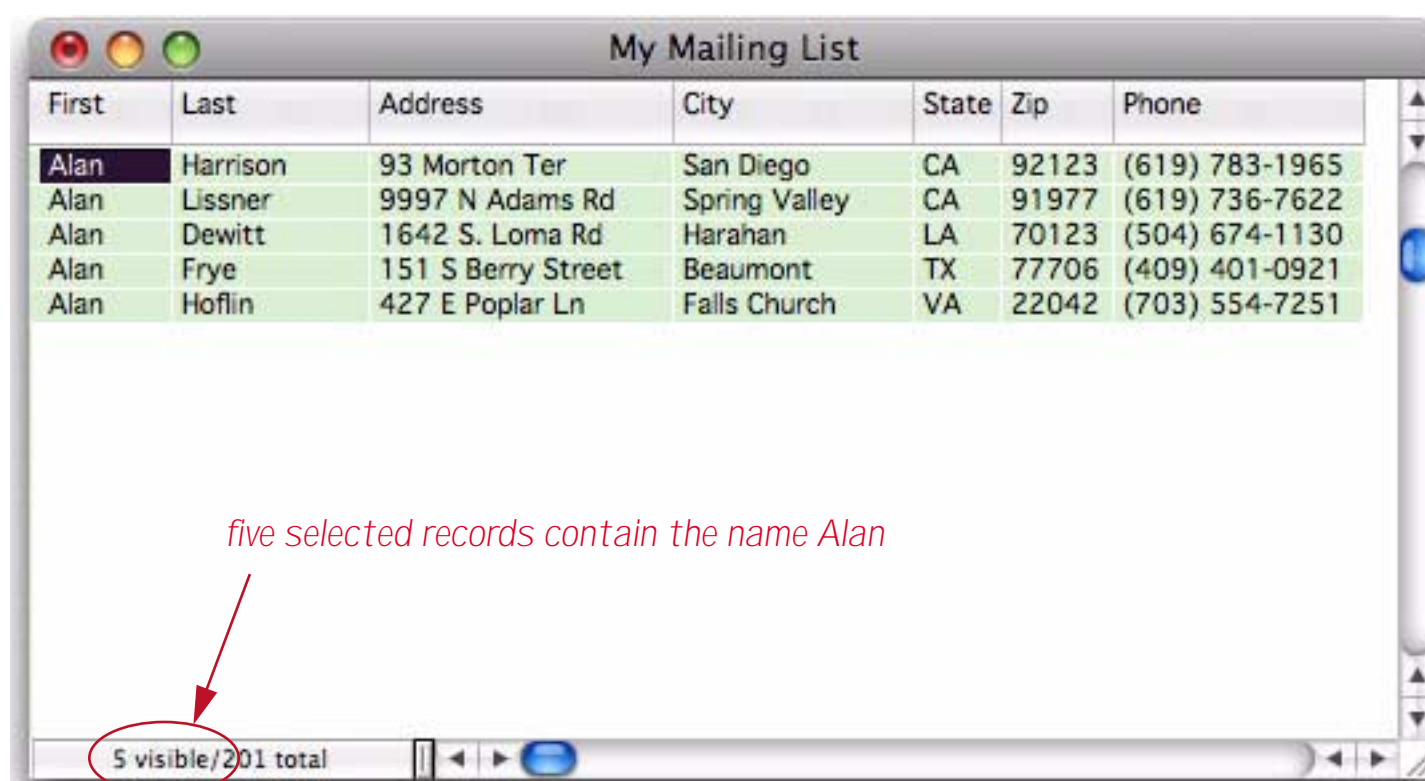 My Mailing List
First Last Address City State Zip Phone
Alan Harrison 93 Morton Ter San Diego CA 92123 (619) 783-1965
Alan Lissner 9997 N Adams Rd Spring Valley CA 91977 (619) 736-7622
Alan Dewitt 1642 S. Loma Rd Harahan LA 70123 (504) 674-1130
Alan Frye 151 S Berry Street Beaumont TX 77706 (409) 401-0921
Alan Hoflin 427 E Poplar Ln Falls Church VA 22042 (703) 554-7251
five selected records contain the name Alan
5 visible/201 total